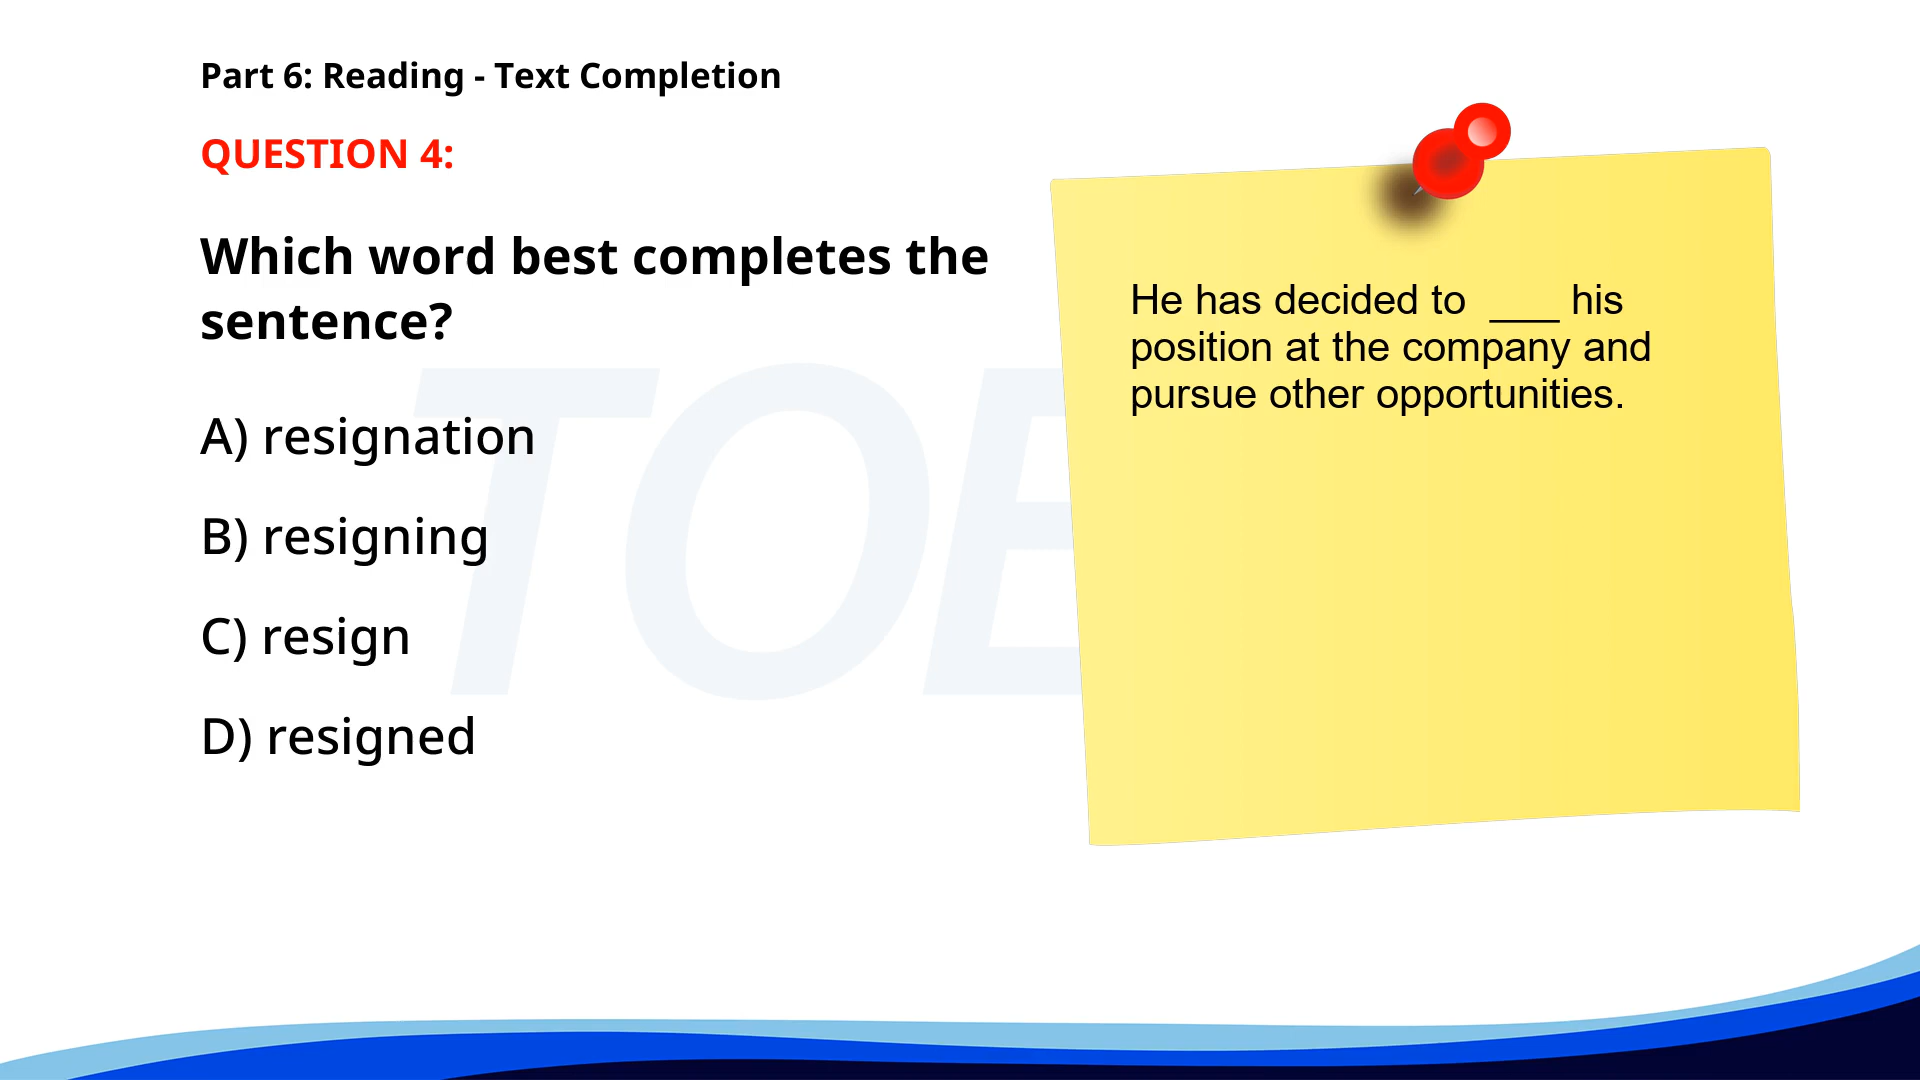 Part 6: Reading - Text Completion
QUESTION 4:
Which word best completes the
sentence?
A) resignation
B) resigning
C) resign
D) resigned
He has decided to ___ his
position at the company and
pursue other opportunities.
TOE